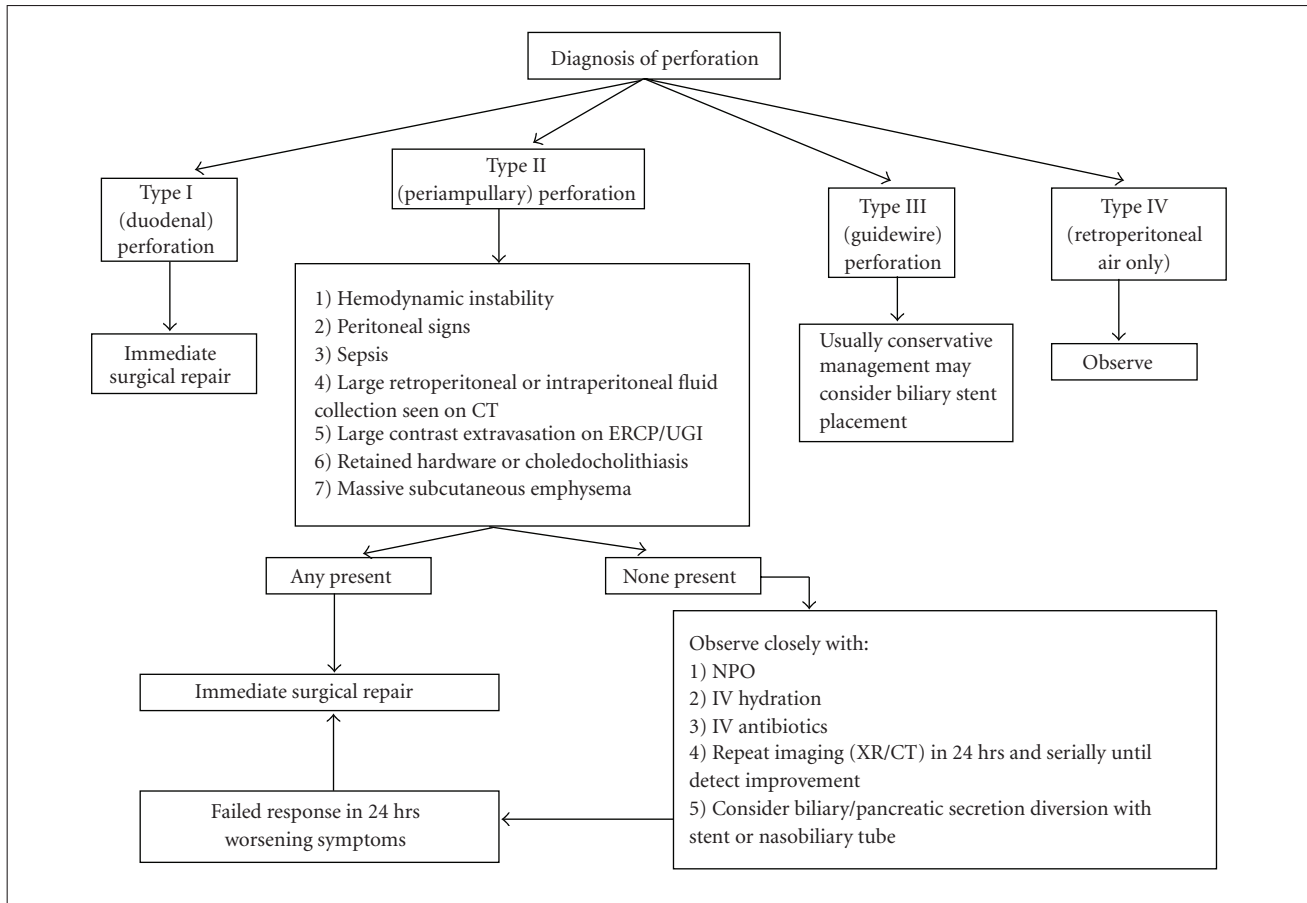 Diagnosis of perforation
Type I
(duodenal)
perforation
Type II
(periampullary) perforation
Type III
(guidewire)
perforation
Type IV
(retroperitoneal
air only)
Immediate
surgical repair
1) Hemodynamic instability
2) Peritoneal signs
3) Sepsis
4) Large retroperitoneal or intraperitoneal fluid
collection seen on CT
5) Large contrast extravasation on ERCP/UGI
6) Retained hardware or choledocholithiasis
7) Massive subcutaneous emphysema
Usually conservative
management may
consider biliary stent
placement
Observe
Any present
None present
Immediate surgical repair
Observe closely with:
1) NPO
2) IV hydration
3) IV antibiotics
4) Repeat imaging (XR/CT) in 24 hrs and serially until
detect improvement
5) Consider biliary/pancreatic secretion diversion with
stent or nasobiliary tube
Failed response in 24 hrs
worsening symptoms